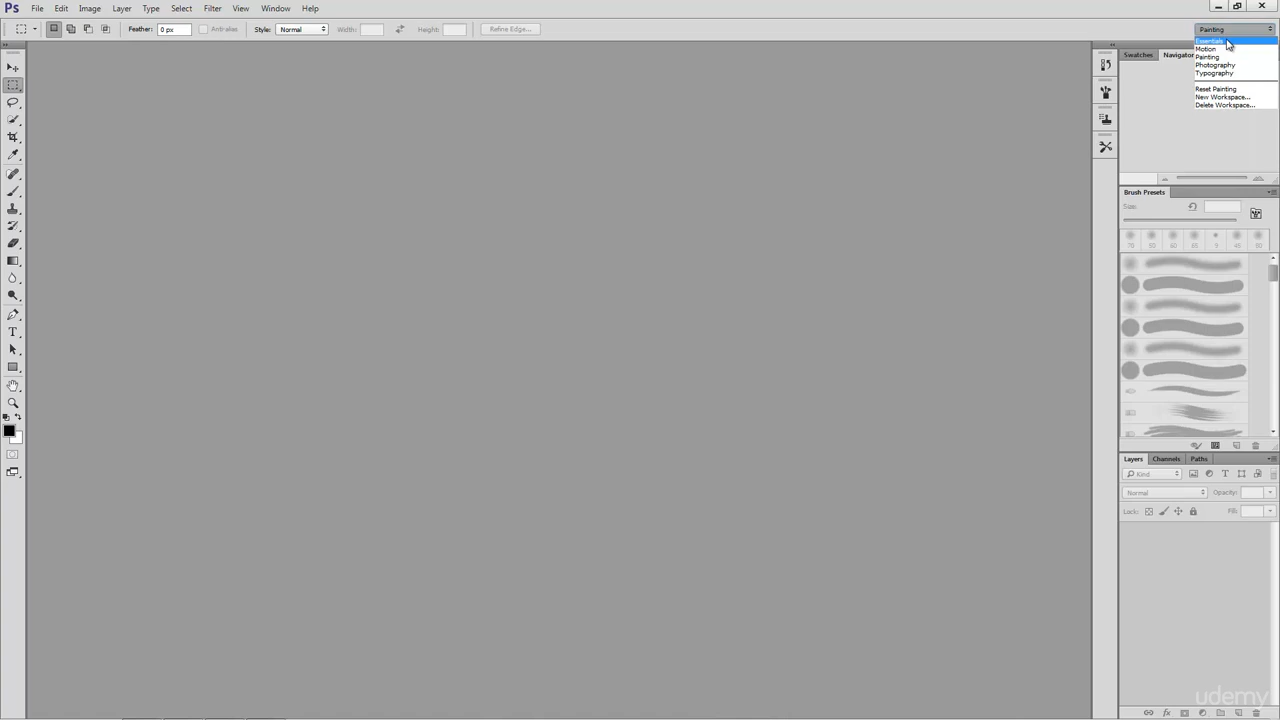 Ps File Edit Image Layer Type Select Filter View Window Help
Feather: 0 px Antialias Style: Normal Width: Height: Refine Edge... Painting
Essentials
Motion
Painting
Photography
Typography
Reset Painting
New Workspace...
Delete Workspace...
Swatches Navigator
Brush Presets
Size:
Layers Channels Paths
Kind
Normal Opacity:
Lock: Fill:
udemy